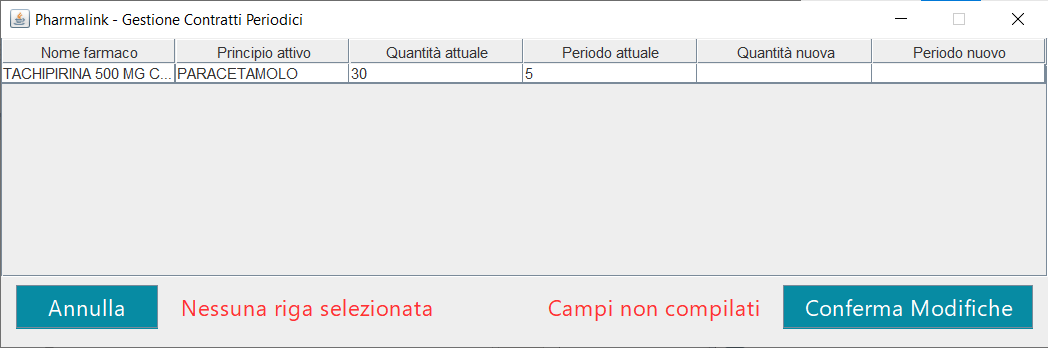 Pharmalink - Gestione Contratti Periodici
Nome farmaco Principio attivo Quantità attuale Periodo attuale Quantità nuova Periodo nuovo
TACHIPIRINA 500 MG C... PARACETAMOLO 30 5
Annulla Nessuna riga selezionata Campi non compilati Conferma Modifiche